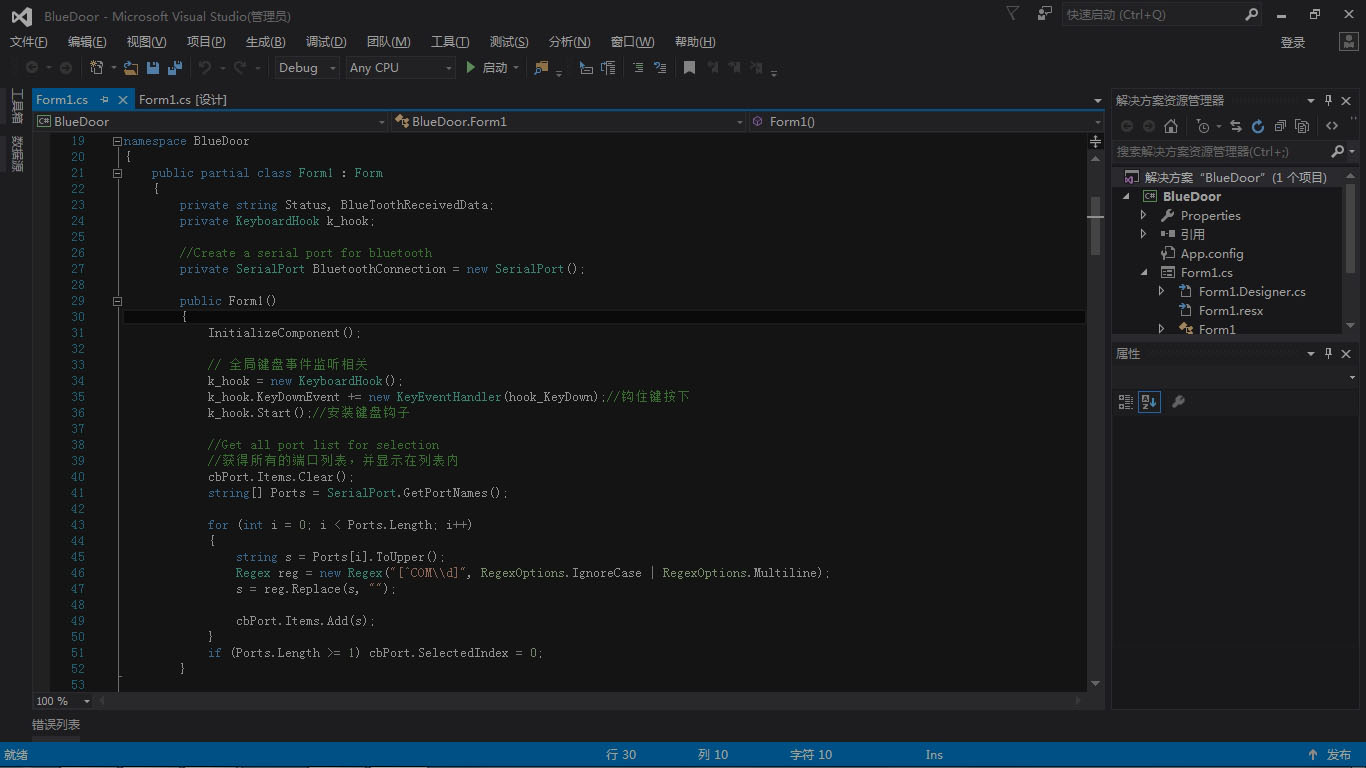 BlueDoor - Microsoft Visual Studio(管理员)
快速启动 (Ctrl+Q)
文件(F) 编辑(E) 视图(V) 项目(P) 生成(B) 调试(D) 团队(M) 工具(T) 测试(S) 分析(N) 窗口(W) 帮助(H)
登录
Debug Any CPU 启动
工具箱
数据源
Form1.cs Form1.cs [设计]
BlueDoor BlueDoor.Form1 Form1()
19 namespace BlueDoor
20 {
21 public partial class Form1 : Form
22 {
23 private string Status, BlueToothReceivedData;
24 private KeyboardHook k_hook;
25
26 //Create a serial port for bluetooth
27 private SerialPort BluetoothConnection = new SerialPort();
28
29 public Form1()
30 {
31 InitializeComponent();
32
33 // 全局键盘事件监听相关
34 k_hook = new KeyboardHook();
35 k_hook.KeyDownEvent += new KeyEventHandler(hook_KeyDown);//钩住键按下
36 k_hook.Start();//安装键盘钩子
37
38 //Get all port list for selection
39 //获得所有的端口列表，并显示在列表内
40 cbPort.Items.Clear();
41 string[] Ports = SerialPort.GetPortNames();
42
43 for (int i = 0; i < Ports.Length; i++)
44 {
45 string s = Ports[i].ToUpper();
46 Regex reg = new Regex("[^COM\\d]", RegexOptions.IgnoreCase | RegexOptions.Multiline);
47 s = reg.Replace(s, "");
48
49 cbPort.Items.Add(s);
50 }
51 if (Ports.Length >= 1) cbPort.SelectedIndex = 0;
52 }
53
100 %
错误列表
解决方案资源管理器
搜索解决方案资源管理器(Ctrl+;)
解决方案 "BlueDoor" (1 个项目)
BlueDoor
Properties
引用
App.config
Form1.cs
Form1.Designer.cs
Form1.resx
Form1
属性
就绪 行 30 列 10 字符 10 Ins 发布